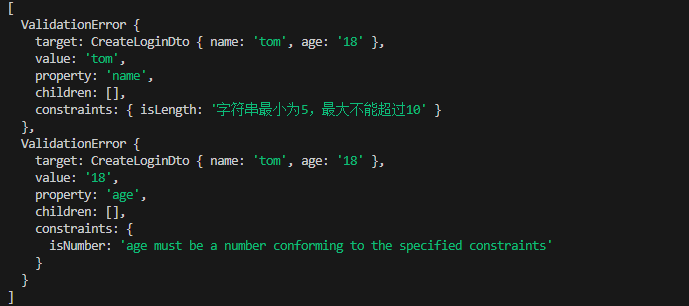 [
  ValidationError {
    target: CreateLoginDto { name: 'tom', age: '18' },
    value: 'tom',
    property: 'name',
    children: [],
    constraints: { isLength: '字符串最小为5，最大不能超过10' }
  },
  ValidationError {
    target: CreateLoginDto { name: 'tom', age: '18' },
    value: '18',
    property: 'age',
    children: [],
    constraints: {
      isNumber: 'age must be a number conforming to the specified constraints'
    }
  }
]